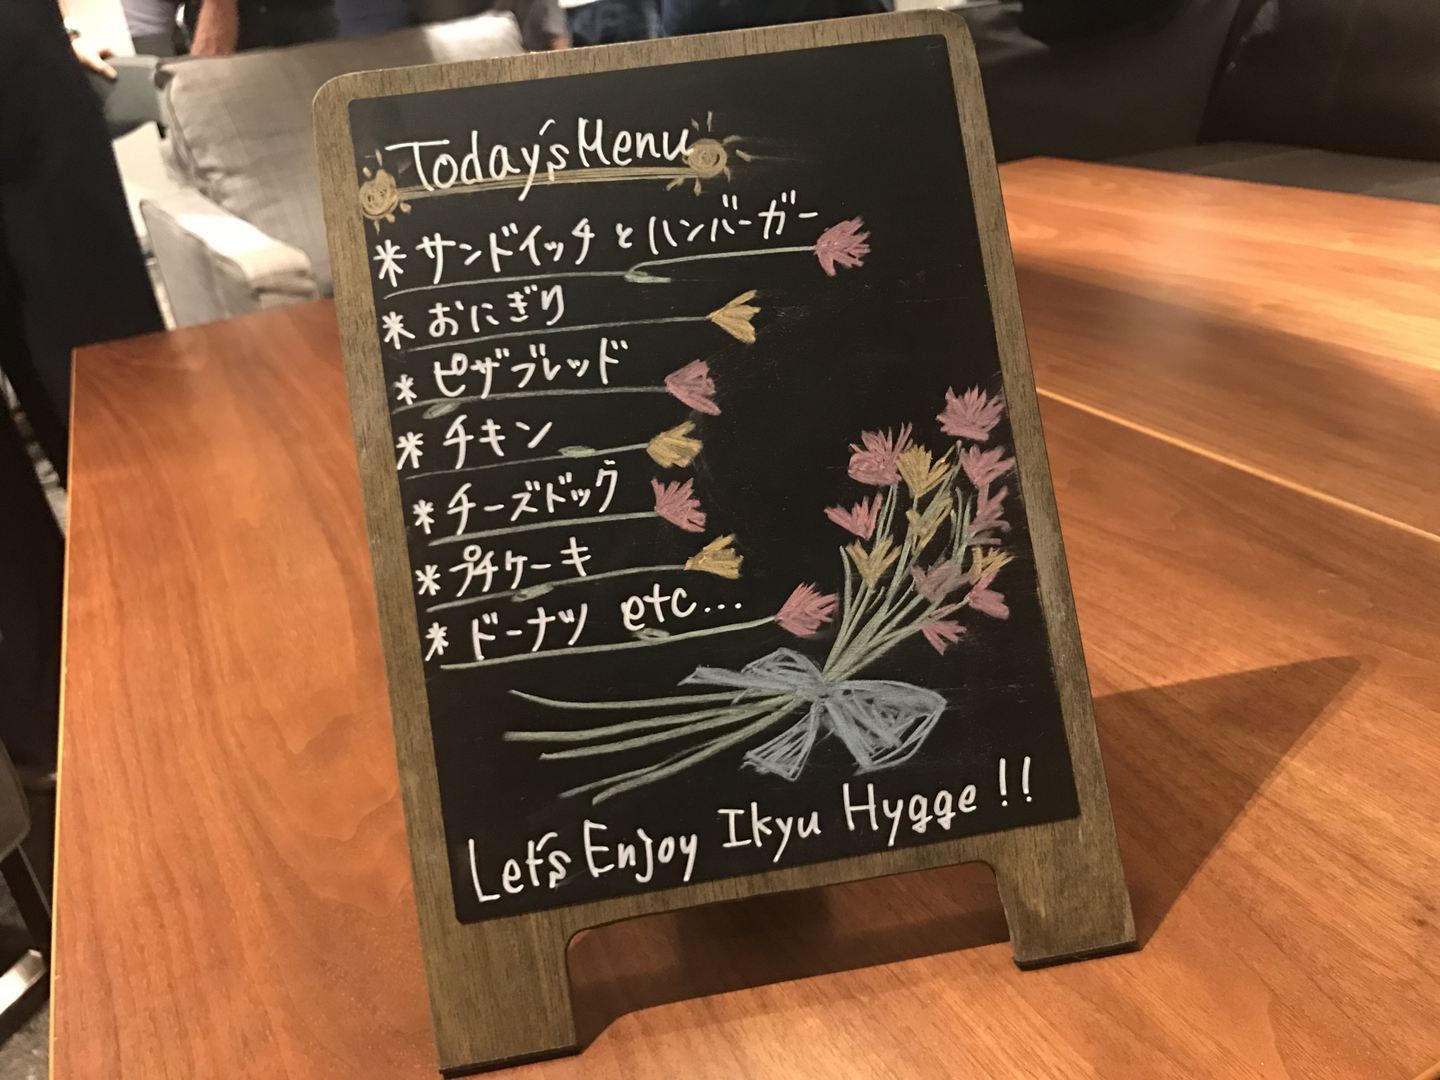 Today's Menu
* サンドイッチとハンバーガー
* おにぎり
* ピザブレッド
* チキン
* チーズドッグ
* プチケーキ
* ドーナツ etc...
Let's Enjoy Ikyu Hygge !!